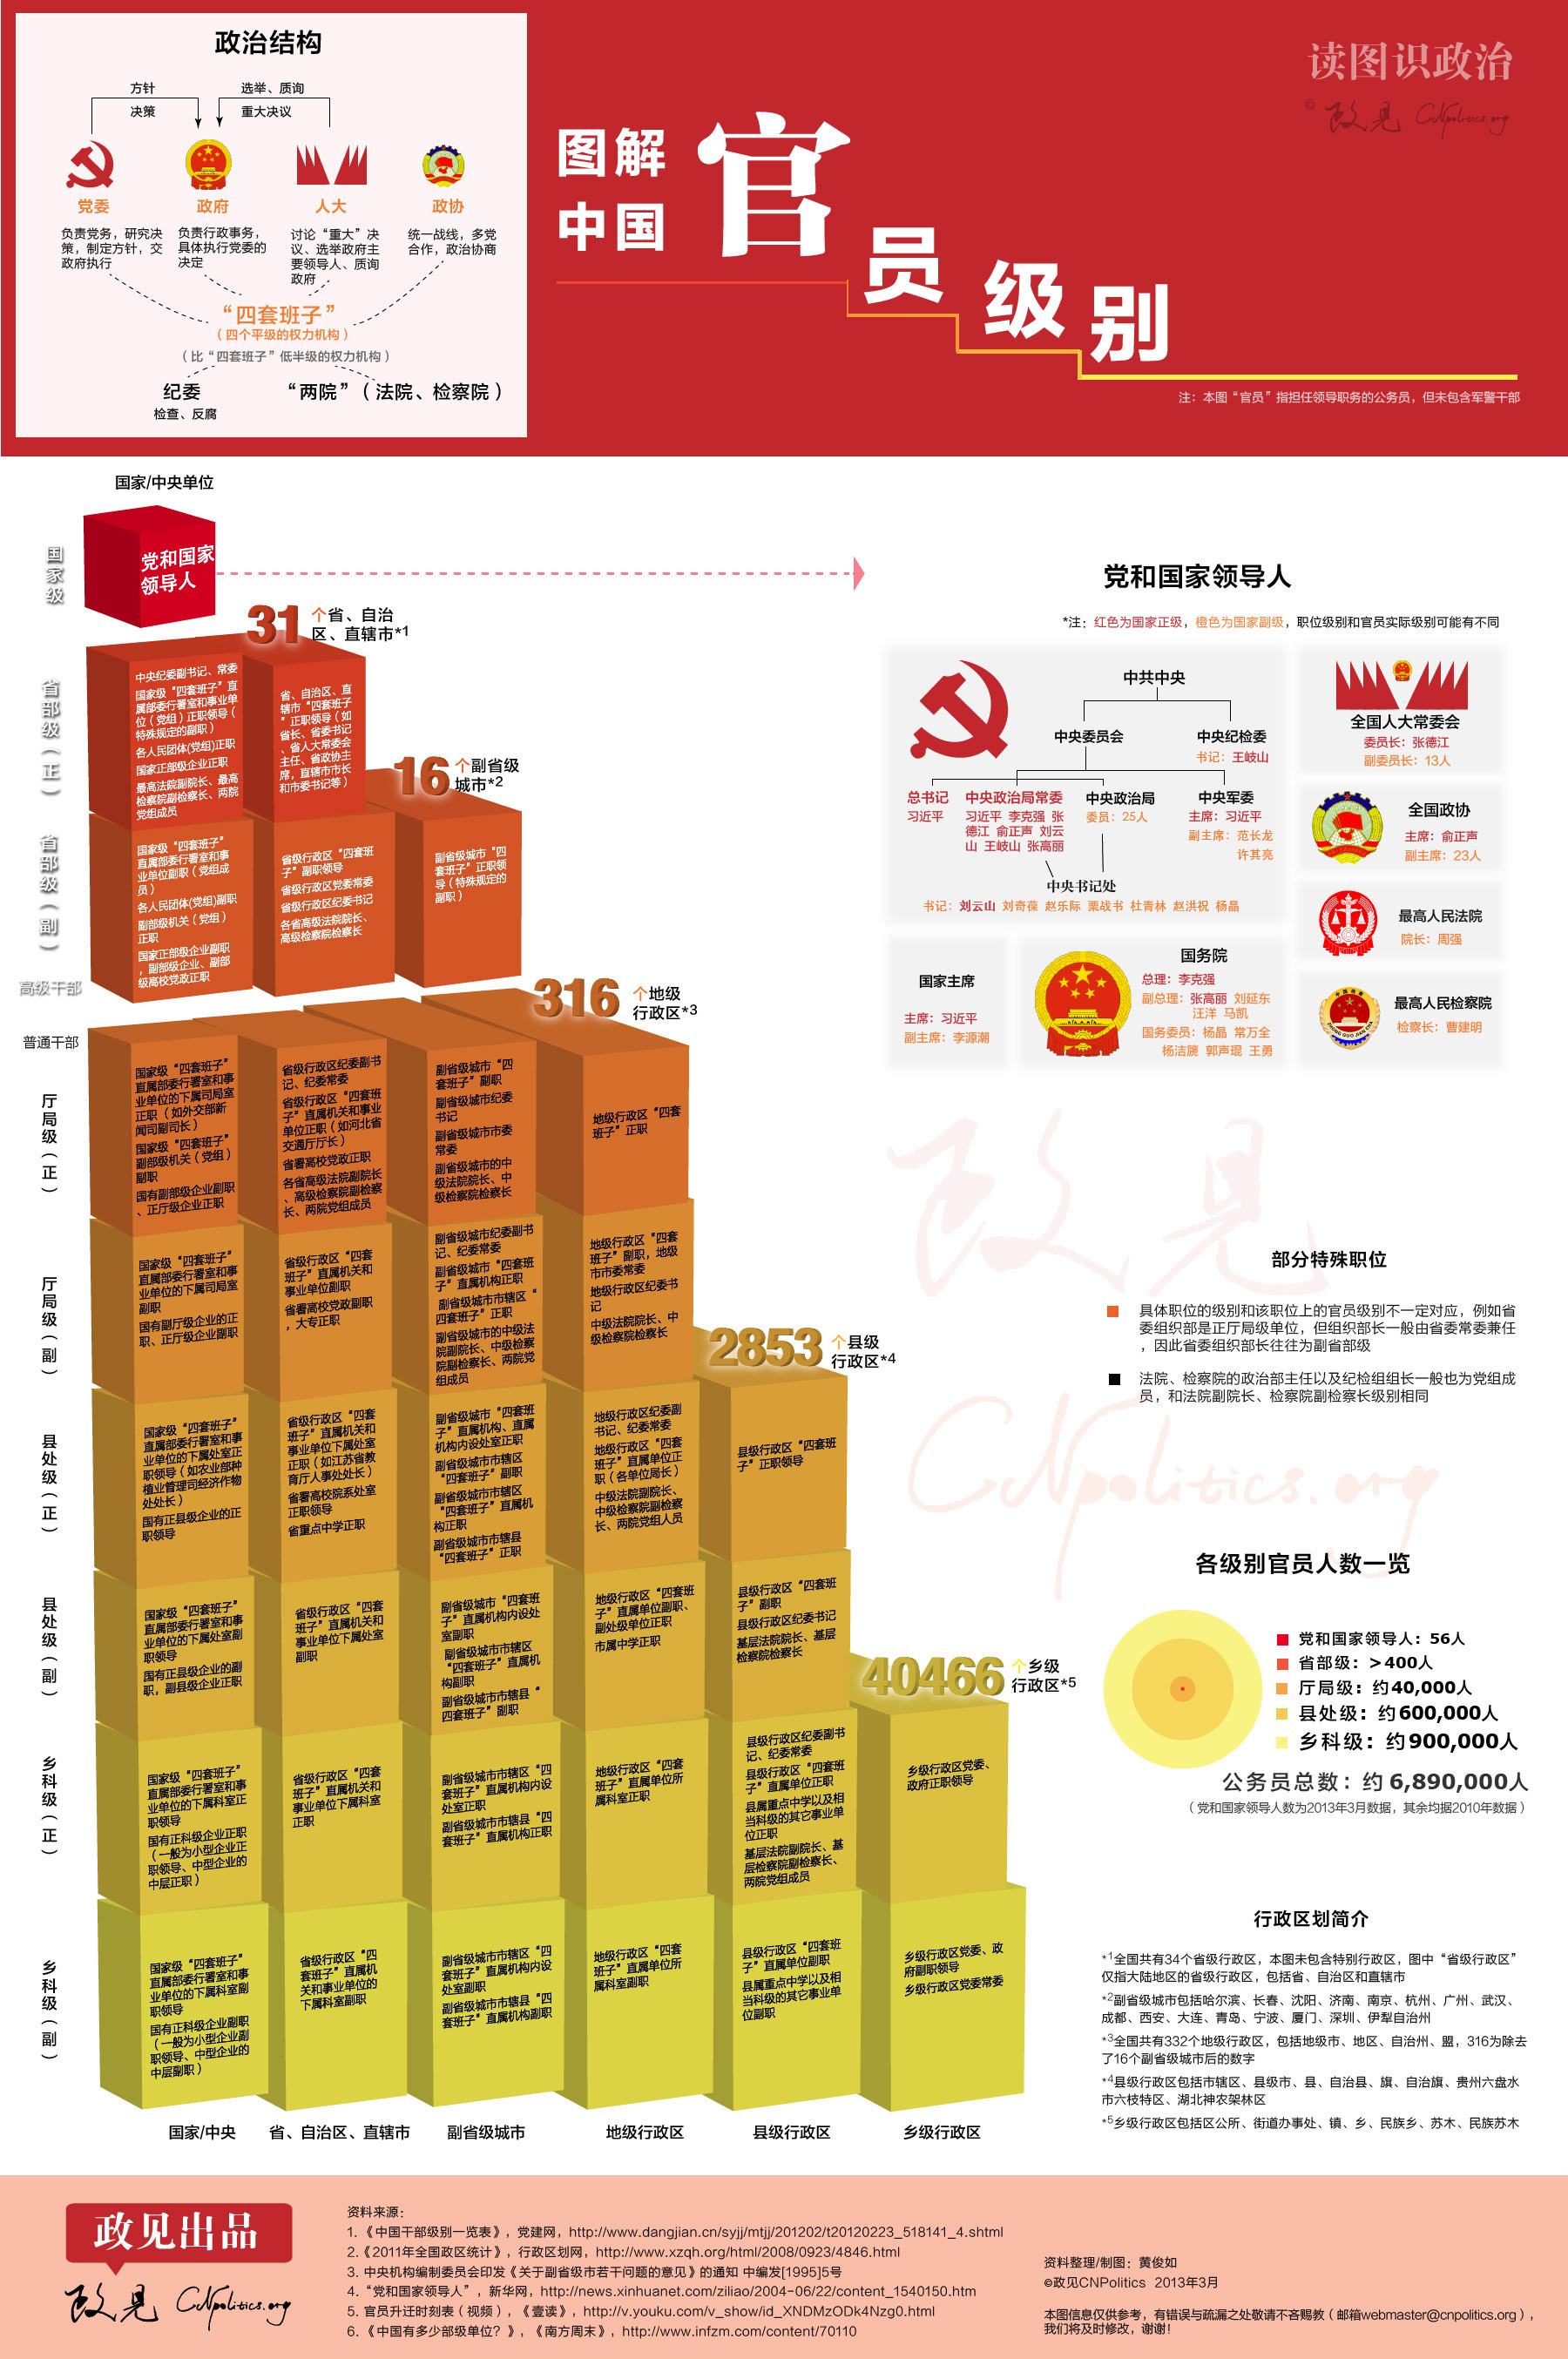 政治结构
方针
决策
选举、质询
重大决议
党委
政府
人大
政协
负责党务，研究决
策，制定方针，交
政府执行
负责行政事务，
具体执行党委的
决定
讨论“重大”决
议、选举政府主
要领导人、质询
政府
统一战线，多党
合作，政治协商
“四套班子”
（四个平级的权力机构）
（比“四套班子”低半级的权力机构）
纪委
检查、反腐
“两院”（法院、检察院）
图解
中国
官员级别
读图识政治
© 政见 CNpolitics.org
注：本图“官员”指担任领导职务的公务员，但未包含军警干部
国家/中央单位
国家级
党和国家
领导人
31
个省、自治
区、直辖市*1
省部级（正）
中央纪委副书记、常委
国家级“四套班子”直
属部委行署室和事业单
位（党组）正职领导（
特殊规定的副职）
各人民团体(党组)正职
国家正部级企业正职
最高法院副院长、最高
检察院副检察长、两院
党组成员
省、自治区、直
辖市“四套班子
”正职领导（如
省长、省委书记
、省人大常委会
主任、省政协主
席，直辖市市长
和市委书记等）
16
个副省级
城市*2
省部级（副）
国家级“四套班子”
直属部委行署室和事
业单位副职（党组成
员）
各人民团体(党组)副职
副部级机关（党组）
正职
国家正部级企业副职
，副部级企业、副部
级高校党政正职
省级行政区“四套班
子”副职领导
省级行政区党委常委
省级行政区纪委书记
各省高级法院院长、
高级检察院检察长
副省级城市“四
套班子”正职领
导（特殊规定的
副职）
高级干部
普通干部
316
个地级
行政区*3
厅局级（正）
国家级“四套班子”
直属部委行署室和事
业单位的下属司局室
正职（如外交部新
闻司副司长）
国家级“四套班子”
副部级机关（党组）
副职
国有副部级企业副职
、正厅级企业正职
省级行政区纪委副书
记、纪委常委
省级行政区“四套班
子”直属机关和事业
单位正职（如河北省
交通厅厅长）
省署高校党政正职
各省高级法院副院长
、高级检察院副检察
长、两院党组成员
副省级城市“四
套班子”副职
副省级城市纪委
书记
副省级城市市委
常委
副省级城市的中
级法院院长、中
级检察院检察长
地级行政区“四套
班子”正职
厅局级（副）
国家级“四套班子”
直属部委行署室和事
业单位的下属司局室
副职
国有副厅级企业的正
职、正厅级企业副职
省级行政区“四套
班子”直属机关和
事业单位副职
省署高校党政副职
，大专正职
副省级城市纪委副书
记、纪委常委
副省级城市“四套班
子”直属机构正职
副省级城市市辖区“
四套班子”正职
副省级城市的中级法
院副院长、中级检察
院副检察长、两院党
组成员
地级行政区“四套
班子”副职，地级
市市委常委
地级行政区纪委书
记
中级法院院长、中
级检察院检察长
2853
个县级
行政区*4
县处级（正）
国家级“四套班子”
直属部委行署室和事
业单位的下属处室正
职领导（如农业部种
植业管理司经济作物
处处长）
国有正县级企业的正
职领导
省级行政区“四套
班子”直属机关和
事业单位下属处室
正职（如江苏省教
育厅人事处处长）
省署高校院系处室
正职领导
省重点中学正职
副省级城市“四套班
子”直属机构、直属
机构内设处室正职
副省级城市市辖区
“四套班子”副职
副省级城市市辖区
“四套班子”直属机
构正职
副省级城市市辖县
“四套班子”正职
地级行政区纪委副
书记、纪委常委
地级行政区“四套
班子”直属单位正
职（各单位局长）
中级法院副院长、
中级检察院副检察
长、两院党组人员
县级行政区“四套班
子”正职领导
县处级（副）
国家级“四套班子”
直属部委行署室和事
业单位的下属处室副
职领导
国有正县级企业的副
职，副县级企业正职
省级行政区“四套
班子”直属机关和
事业单位下属处室
副职
副省级城市“四套班
子”直属机构内设处
室副职
副省级城市市辖区
“四套班子”直属机
构副职
副省级城市市辖县“
四套班子”副职
地级行政区“四套班
子”直属单位副职、
副处级单位正职
市属中学正职
县级行政区“四套班
子”副职
县级行政区纪委书记
基层法院院长、基层
检察院检察长
40466
个乡级
行政区*5
乡科级（正）
国家级“四套班子”
直属部委行署室和事
业单位的下属科室正
职领导
国有正科级企业正职
（一般为小型企业正
职领导、中型企业的
中层正职）
省级行政区“四套
班子”直属机关和
事业单位下属科室
正职
副省级城市市辖区“四
套班子”直属机构内设
处室正职
副省级城市市辖县“四
套班子”直属机构正职
地级行政区“四套
班子”直属单位所
属科室正职
县级行政区纪委副书
记、纪委常委
县级行政区“四套班
子”直属单位正职
县属重点中学以及相
当科级的其它事业单
位正职
基层法院副院长、基
层检察院副检察长、
两院党组成员
乡级行政区党委、
政府正职领导
乡科级（副）
国家级“四套班子”
直属部委行署室和事
业单位的下属科室副
职领导
国有正科级企业副职
（一般为小型企业副
职领导、中型企业的
中层副职）
省级行政区“四
套班子”直属机
关和事业单位的
下属科室副职
副省级城市市辖区“四
套班子”直属机构内设
处室副职
副省级城市市辖县“四
套班子”直属机构副职
地级行政区“四套
班子”直属单位所
属科室副职
县级行政区“四套班
子”直属单位副职
县属重点中学以及相
当科级的其它事业单
位副职
乡级行政区党委、政
府副职领导
乡级行政区党委常委
国家/中央
省、自治区、直辖市
副省级城市
地级行政区
县级行政区
乡级行政区
党和国家领导人
*注：红色为国家正级，橙色为国家副级，职位级别和官员实际级别可能有不同
中共中央
中央委员会
中央纪检委
书记：王岐山
总书记
习近平
中央政治局常委
习近平 李克强 张
德江 俞正声 刘云
山 王岐山 张高丽
中央政治局
委员：25人
中央军委
主席：习近平
副主席：范长龙
许其亮
中央书记处
书记：刘云山 刘奇葆 赵乐际 栗战书 杜青林 赵洪祝 杨晶
全国人大常委会
委员长：张德江
副委员长：13人
全国政协
主席：俞正声
副主席：23人
最高人民法院
院长：周强
国家主席
主席：习近平
副主席：李源潮
国务院
总理：李克强
副总理：张高丽 刘延东
汪洋 马凯
国务委员：杨晶 常万全
杨洁篪 郭声琨 王勇
最高人民检察院
检察长：曹建明
政见
CNpolitics.org
部分特殊职位
具体职位的级别和该职位上的官员级别不一定对应，例如省
委组织部是正厅局级单位，但组织部长一般由省委常委兼任
，因此省委组织部长往往为副省部级
法院、检察院的政治部主任以及纪检组组长一般也为党组成
员，和法院副院长、检察院副检察长级别相同
各级别官员人数一览
党和国家领导人：56人
省部级：>400人
厅局级：约40,000人
县处级：约600,000人
乡科级：约900,000人
公务员总数：约 6,890,000人
（党和国家领导人数为2013年3月数据，其余均据2010年数据）
行政区划简介
*1全国共有34个省级行政区，本图未包含特别行政区，图中“省级行政区”
仅指大陆地区的省级行政区，包括省、自治区和直辖市
*2副省级城市包括哈尔滨、长春、沈阳、济南、南京、杭州、广州、武汉、
成都、西安、大连、青岛、宁波、厦门、深圳、伊犁自治州
*3全国共有332个地级行政区，包括地级市、地区、自治州、盟，316为除去
了16个副省级城市后的数字
*4县级行政区包括市辖区、县级市、县、自治县、旗、自治旗、贵州六盘水
市六枝特区、湖北神农架林区
*5乡级行政区包括区公所、街道办事处、镇、乡、民族乡、苏木、民族苏木
政见出品
政见 CNpolitics.org
资料来源：
1. 《中国干部级别一览表》，党建网，http://www.dangjian.cn/syjj/mtjj/201202/t20120223_518141_4.shtml
2. 《2011年全国政区统计》，行政区划网，http://www.xzqh.org/html/2008/0923/4846.html
3. 中央机构编制委员会印发《关于副省级市若干问题的意见》的通知 中编发[1995]5号
4. “党和国家领导人”，新华网，http://news.xinhuanet.com/ziliao/2004-06/22/content_1540150.htm
5. 官员升迁时刻表（视频），《壹读》，http://v.youku.com/v_show/id_XNDMzODk4Nzg0.html
6. 《中国有多少部级单位？》，《南方周末》，http://www.infzm.com/content/70110
资料整理/制图：黄俊如
©政见CNPolitics 2013年3月
本图信息仅供参考，有错误与疏漏之处敬请不吝赐教（邮箱webmaster@cnpolitics.org），
我们将及时修改，谢谢！